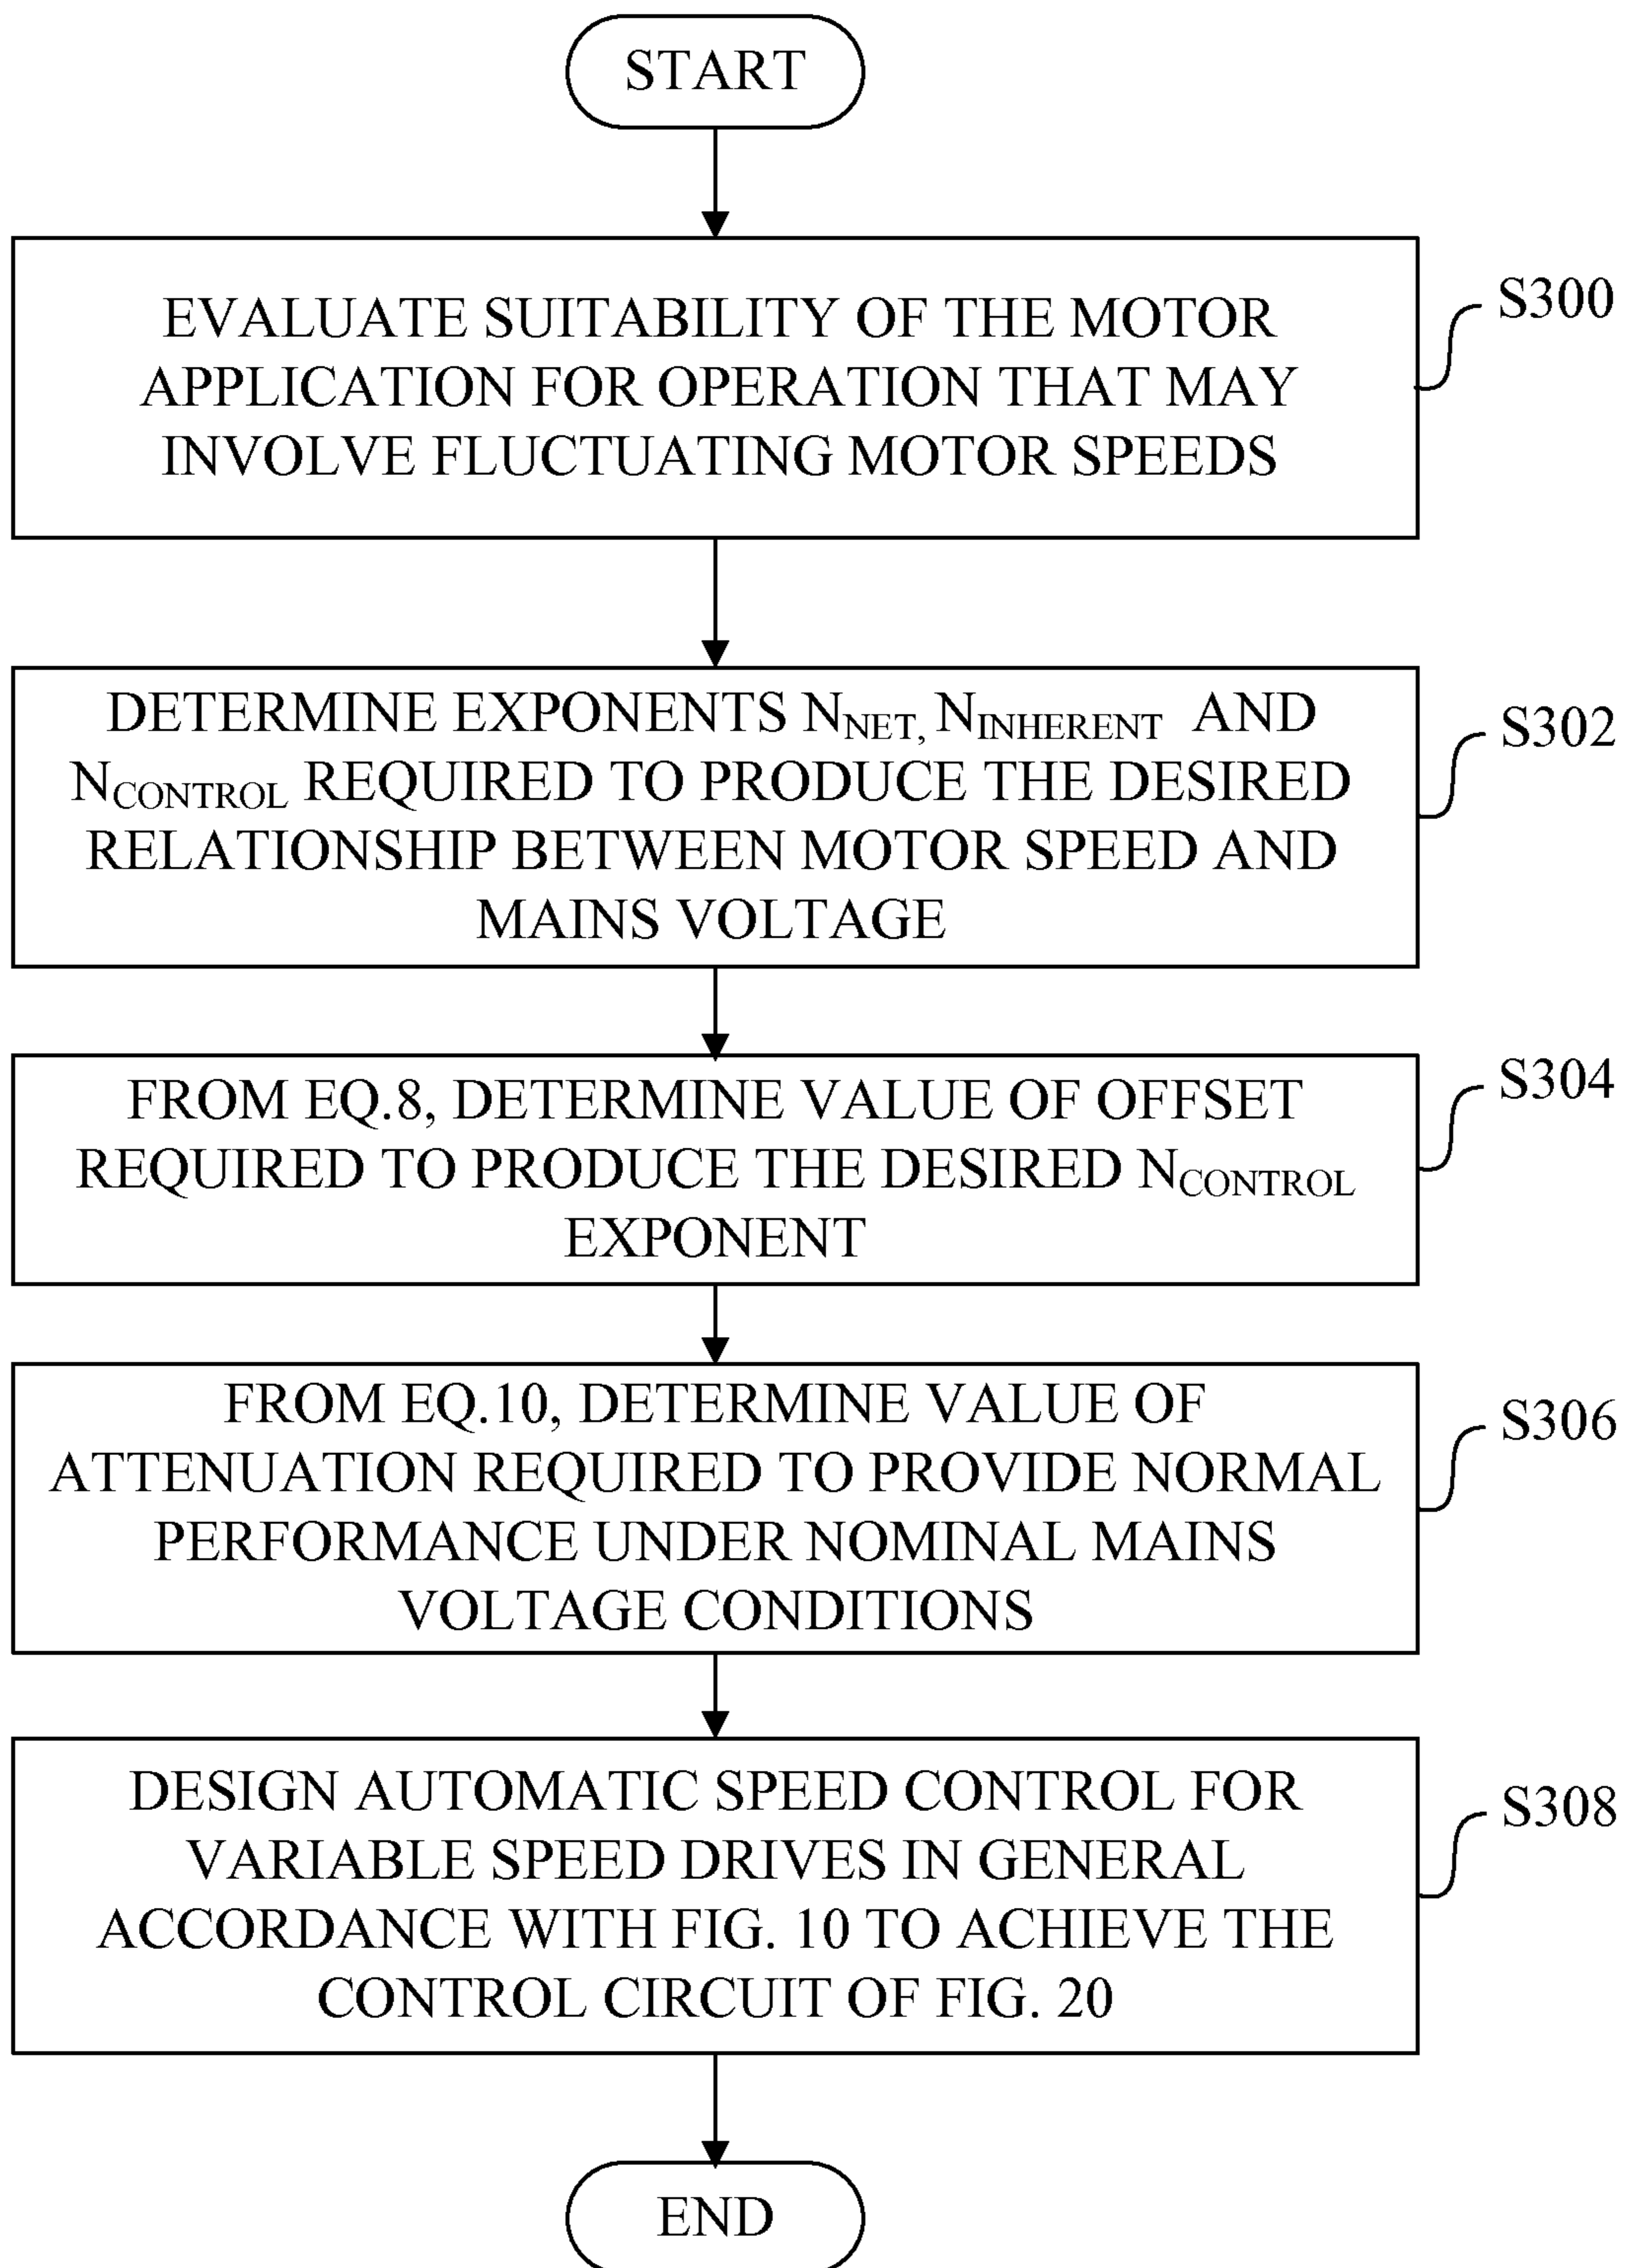 START
EVALUATE SUITABILITY OF THE MOTOR
APPLICATION FOR OPERATION THAT MAY
INVOLVE FLUCTUATING MOTOR SPEEDS
S300
DETERMINE EXPONENTS NNET, NINHERENT AND
NCONTROL REQUIRED TO PRODUCE THE DESIRED
RELATIONSHIP BETWEEN MOTOR SPEED AND
MAINS VOLTAGE
S302
FROM EQ.8, DETERMINE VALUE OF OFFSET
REQUIRED TO PRODUCE THE DESIRED NCONTROL
EXPONENT
S304
FROM EQ.10, DETERMINE VALUE OF
ATTENUATION REQUIRED TO PROVIDE NORMAL
PERFORMANCE UNDER NOMINAL MAINS
VOLTAGE CONDITIONS
S306
DESIGN AUTOMATIC SPEED CONTROL FOR
VARIABLE SPEED DRIVES IN GENERAL
ACCORDANCE WITH FIG. 10 TO ACHIEVE THE
CONTROL CIRCUIT OF FIG. 20
S308
END